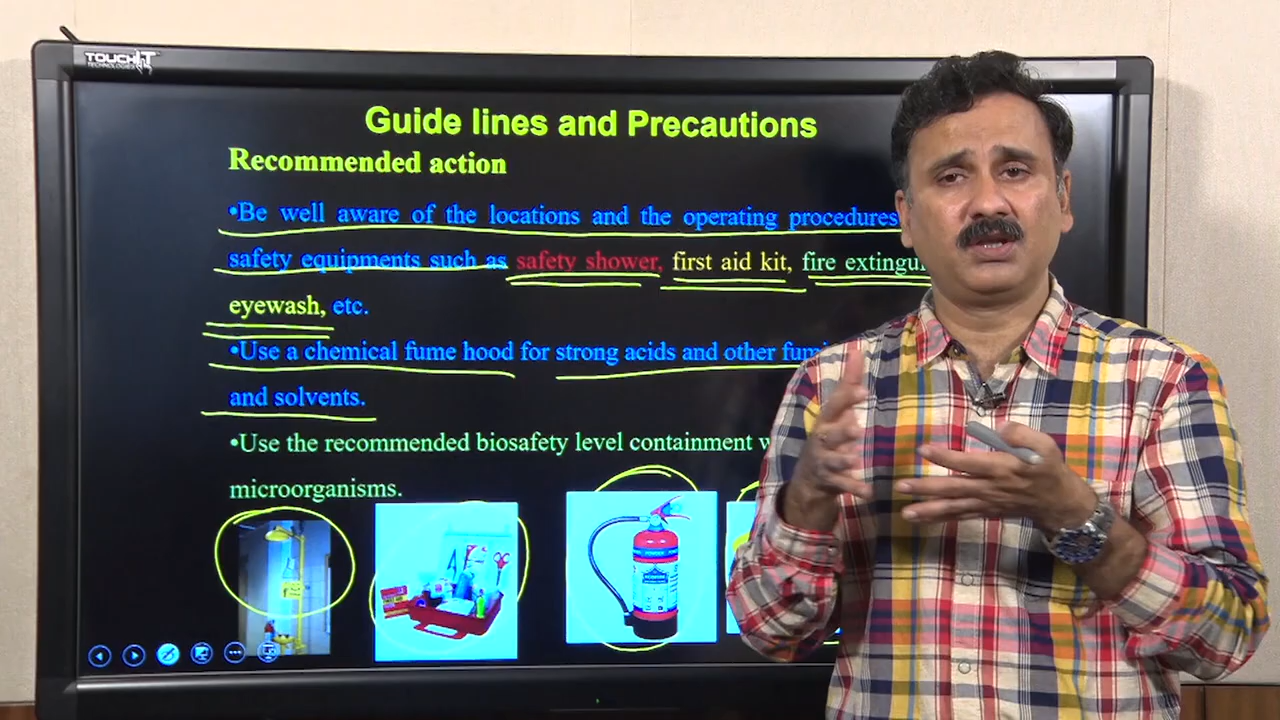 TOUCHIT
TECHNOLOGIES
Guide lines and Precautions
Recommended action
•Be well aware of the locations and the operating procedures
safety equipments such as safety shower, first aid kit, fire
eyewash, etc.
•Use a chemical fume hood for strong acids and other
and solvents.
•Use the recommended biosafety level containment
microorganisms.